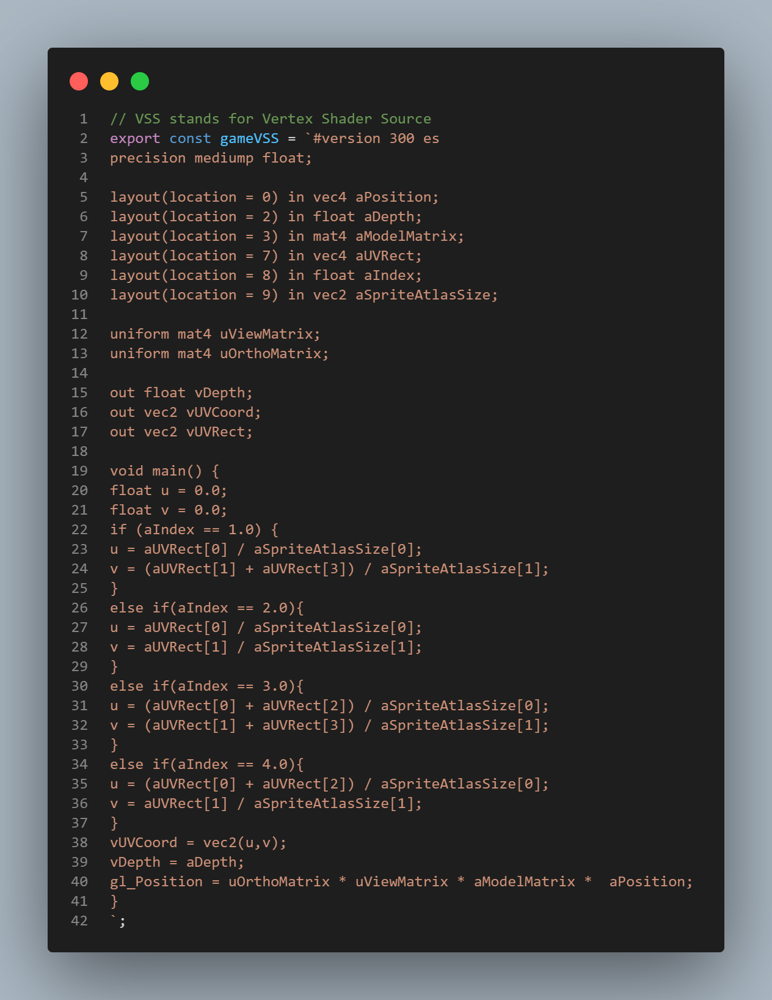 1 // VSS stands for Vertex Shader Source
2 export const gameVSS = `#version 300 es
3 precision mediump float;
4
5 layout(location = 0) in vec4 aPosition;
6 layout(location = 2) in float aDepth;
7 layout(location = 3) in mat4 aModelMatrix;
8 layout(location = 7) in vec4 aUVRect;
9 layout(location = 8) in float aIndex;
10 layout(location = 9) in vec2 aSpriteAtlasSize;
11
12 uniform mat4 uViewMatrix;
13 uniform mat4 uOrthoMatrix;
14
15 out float vDepth;
16 out vec2 vUVCoord;
17 out vec2 vUVRect;
18
19 void main() {
20 float u = 0.0;
21 float v = 0.0;
22 if (aIndex == 1.0) {
23 u = aUVRect[0] / aSpriteAtlasSize[0];
24 v = (aUVRect[1] + aUVRect[3]) / aSpriteAtlasSize[1];
25 }
26 else if(aIndex == 2.0){
27 u = aUVRect[0] / aSpriteAtlasSize[0];
28 v = aUVRect[1] / aSpriteAtlasSize[1];
29 }
30 else if(aIndex == 3.0){
31 u = (aUVRect[0] + aUVRect[2]) / aSpriteAtlasSize[0];
32 v = (aUVRect[1] + aUVRect[3]) / aSpriteAtlasSize[1];
33 }
34 else if(aIndex == 4.0){
35 u = (aUVRect[0] + aUVRect[2]) / aSpriteAtlasSize[0];
36 v = aUVRect[1] / aSpriteAtlasSize[1];
37 }
38 vUVCoord = vec2(u,v);
39 vDepth = aDepth;
40 gl_Position = uOrthoMatrix * uViewMatrix * aModelMatrix *  aPosition;
41 }
42 `;